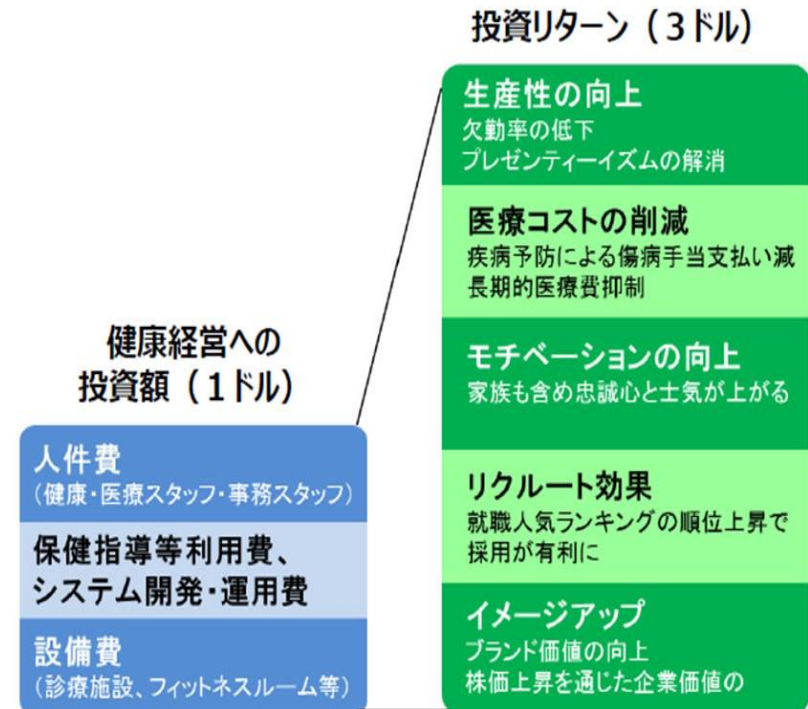 投資リターン（３ドル）
生産性の向上
欠勤率の低下
プレゼンティーイズムの解消
医療コストの削減
疾病予防による傷病手当支払い減
長期的医療費抑制
モチベーションの向上
家族も含め忠誠心と士気が上がる
リクルート効果
就職人気ランキングの順位上昇で
採用が有利に
イメージアップ
ブランド価値の向上
株価上昇を通じた企業価値の
健康経営への
投資額（１ドル）
人件費
（健康・医療スタッフ・事務スタッフ）
保健指導等利用費、
システム開発・運用費
設備費
（診療施設、フィットネスルーム等）